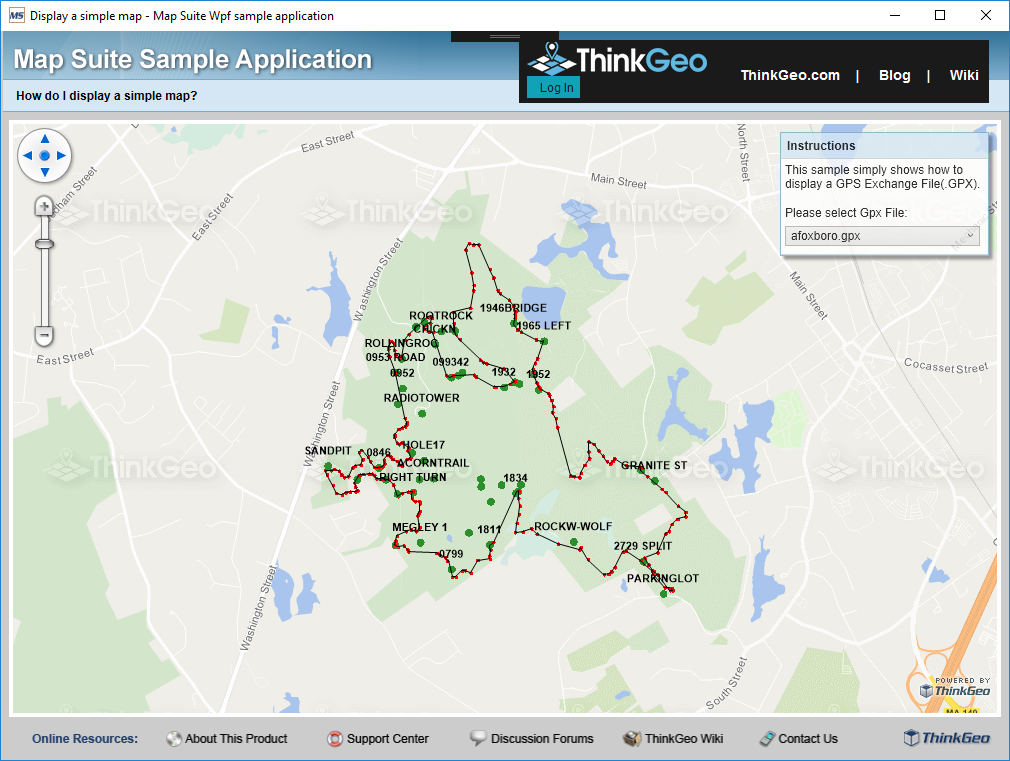 MS Display a simple map - Map Suite Wpf sample application
Map Suite Sample Application
ThinkGeo
Log In
ThinkGeo.com | Blog | Wiki
How do I display a simple map?
Instructions
This sample simply shows how to
display a GPS Exchange File(.GPX).
Please select Gpx File:
afoxboro.gpx
East Street
North Street
Main Street
East Street
ThinkGeo
ThinkGeo
ThinkGeo
Washington Street
Main Street
1946BRIDGE
ROOTROCK
1965 LEFT
CHICKN
ROLLINGROC
0953 ROAD
099342
East Street
Cocasset Street
0952
1932
1952
RADIOTOWER
Washington Street
HOLE17
SANDPIT
0846
ACORNTRAIL
GRANITE ST
ThinkGeo
ThinkGeo
ThinkGeo
RIGHT TURN
1834
MEGLEY 1
1811
ROCKW-WOLF
0799
2729 SPLIT
PARKINGLOT
Washington Street
South Street
POWERED BY
ThinkGeo
MA 140
Online Resources:
About This Product
Support Center
Discussion Forums
ThinkGeo Wiki
Contact Us
ThinkGeo